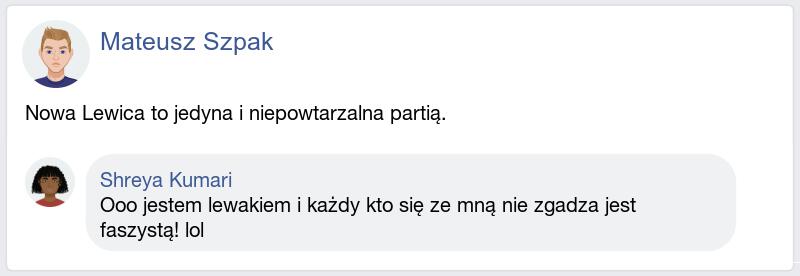 Mateusz Szpak
Nowa Lewica to jedyna i niepowtarzalna partią.
Shreya Kumari
Ooo jestem lewakiem i każdy kto się ze mną nie zgadza jest
faszystą! lol